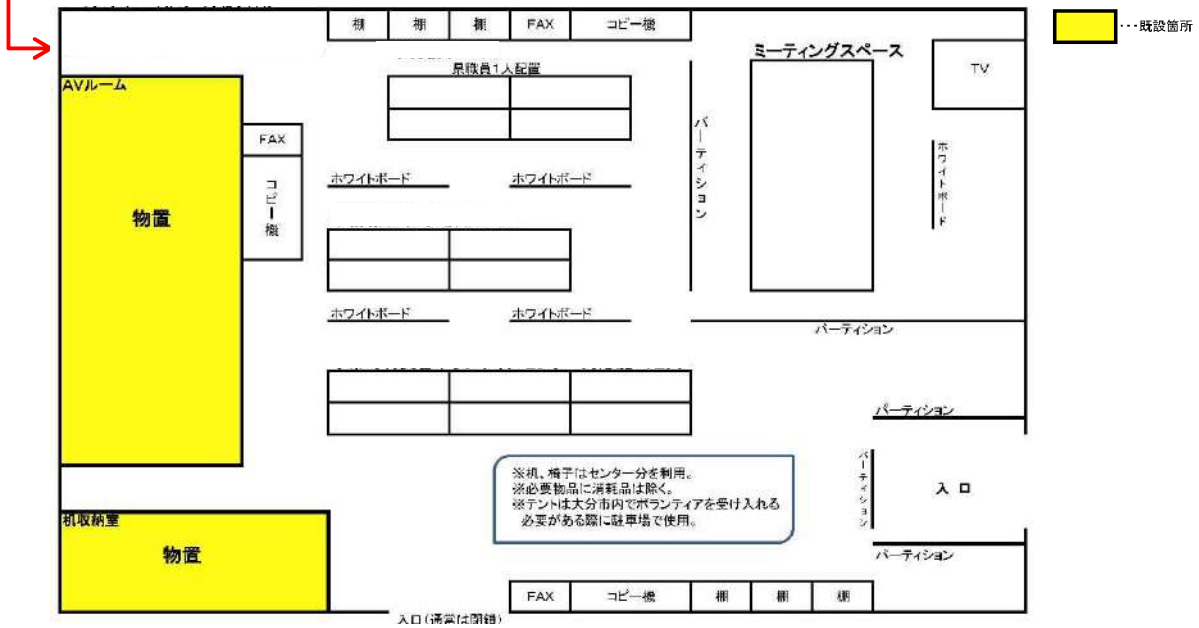 棚
棚
棚
FAX
コピー機
・・・既設箇所
ミーティングスペース
TV
県職員1人配置
AVルーム
パーティション
FAX
コピー機
ホワイトボード
ホワイトボード
ホワイトボード
物置
ホワイトボード
ホワイトボード
パーティション
パーティション
※机、椅子はセンター分を利用。
※必要物品に消耗品は除く。
※テントは大分市内でボランティアを受け入れる
必要がある際に駐車場で使用。
パーティション
入口
机収納室
物置
パーティション
FAX
コピー機
棚
棚
棚
入口(通常は閉鎖)